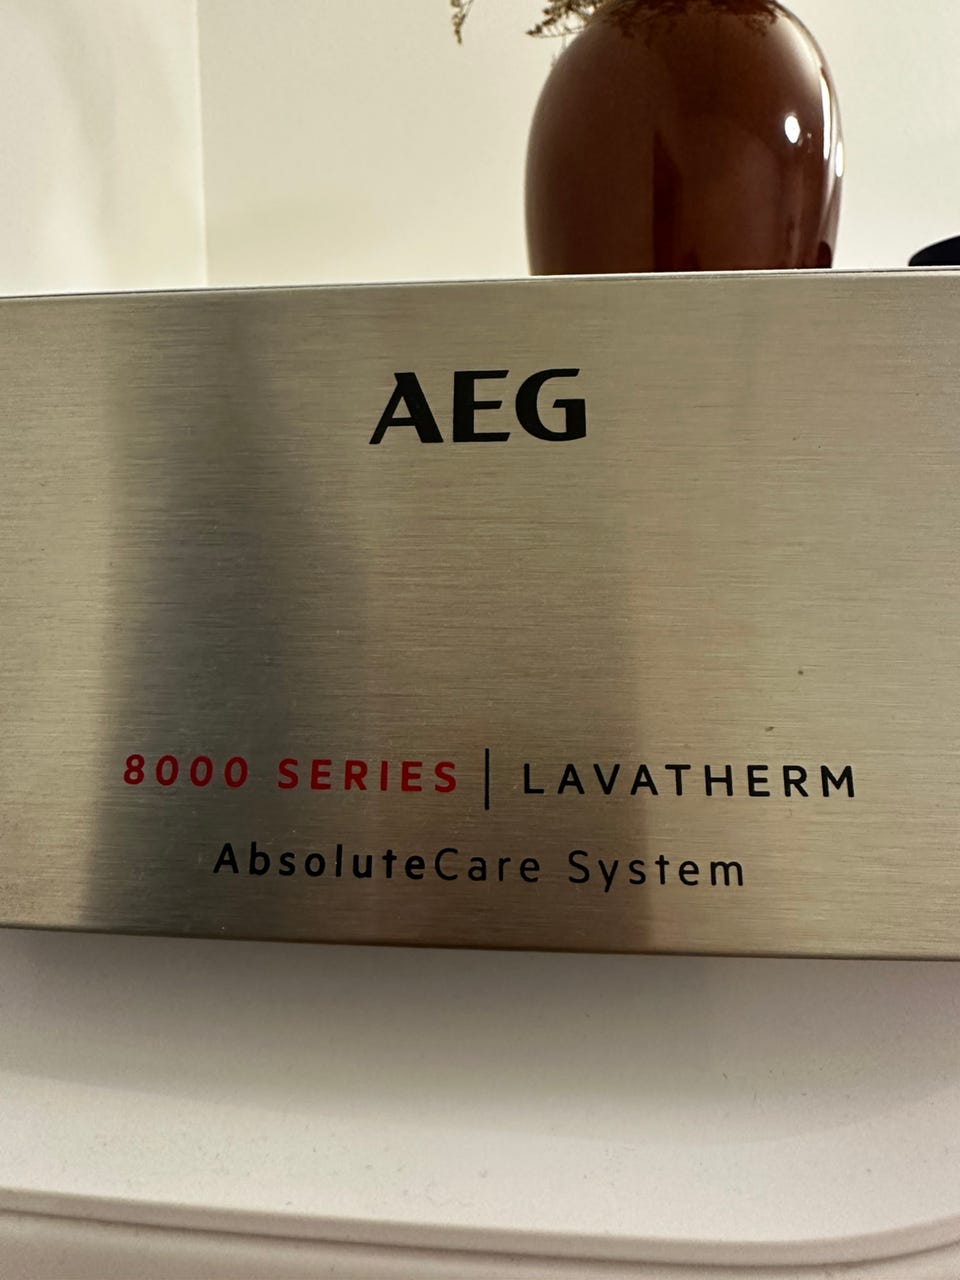 AEG
8000 SERIES | LAVATHERM
AbsoluteCare System